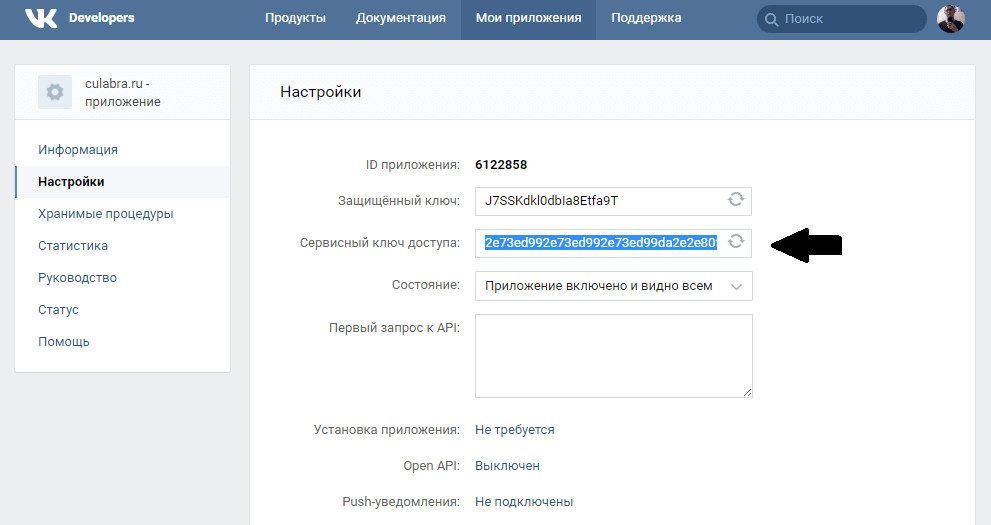 Developers
Продукты
Документация
Мои приложения
Поддержка
Поиск
culabra.ru -
приложение
Информация
Настройки
Хранимые процедуры
Статистика
Руководство
Статус
Помощь
Настройки
ID приложения: 6122858
Защищённый ключ: J7SSKdkl0dbIa8Etfa9T
Сервисный ключ доступа: 2e73ed992e73ed992e73ed99da2e2e80
Состояние: Приложение включено и видно всем
Первый запрос к API:
Установка приложения: Не требуется
Open API: Выключен
Push-уведомления: Не подключены